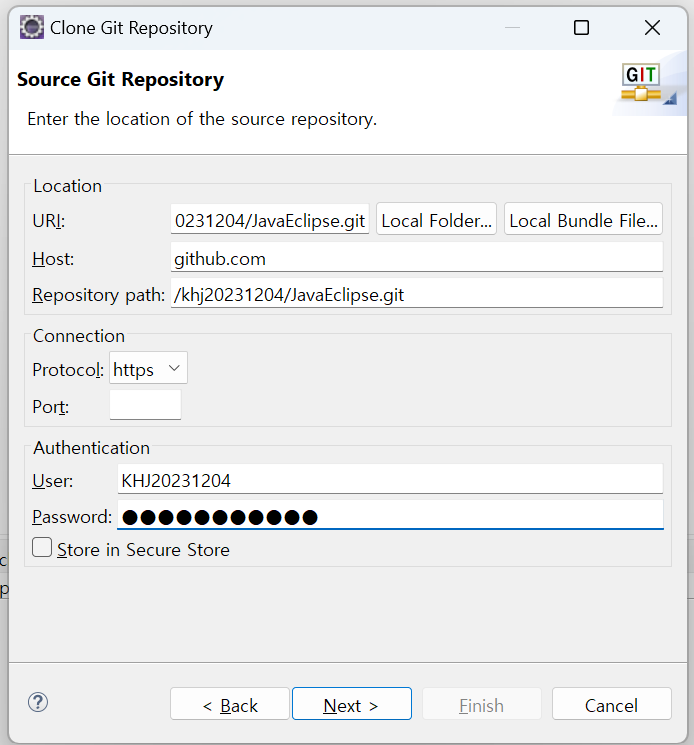 Clone Git Repository
Source Git Repository
GIT
Enter the location of the source repository.
Location
URI: 0231204/JavaEclipse.git Local Folder... Local Bundle File...
Host: github.com
Repository path: /khj20231204/JavaEclipse.git
Connection
Protocol: https
Port:
Authentication
User: KHJ20231204
Password: ●●●●●●●●●●●
Store in Secure Store
c
p
? < Back Next > Finish Cancel